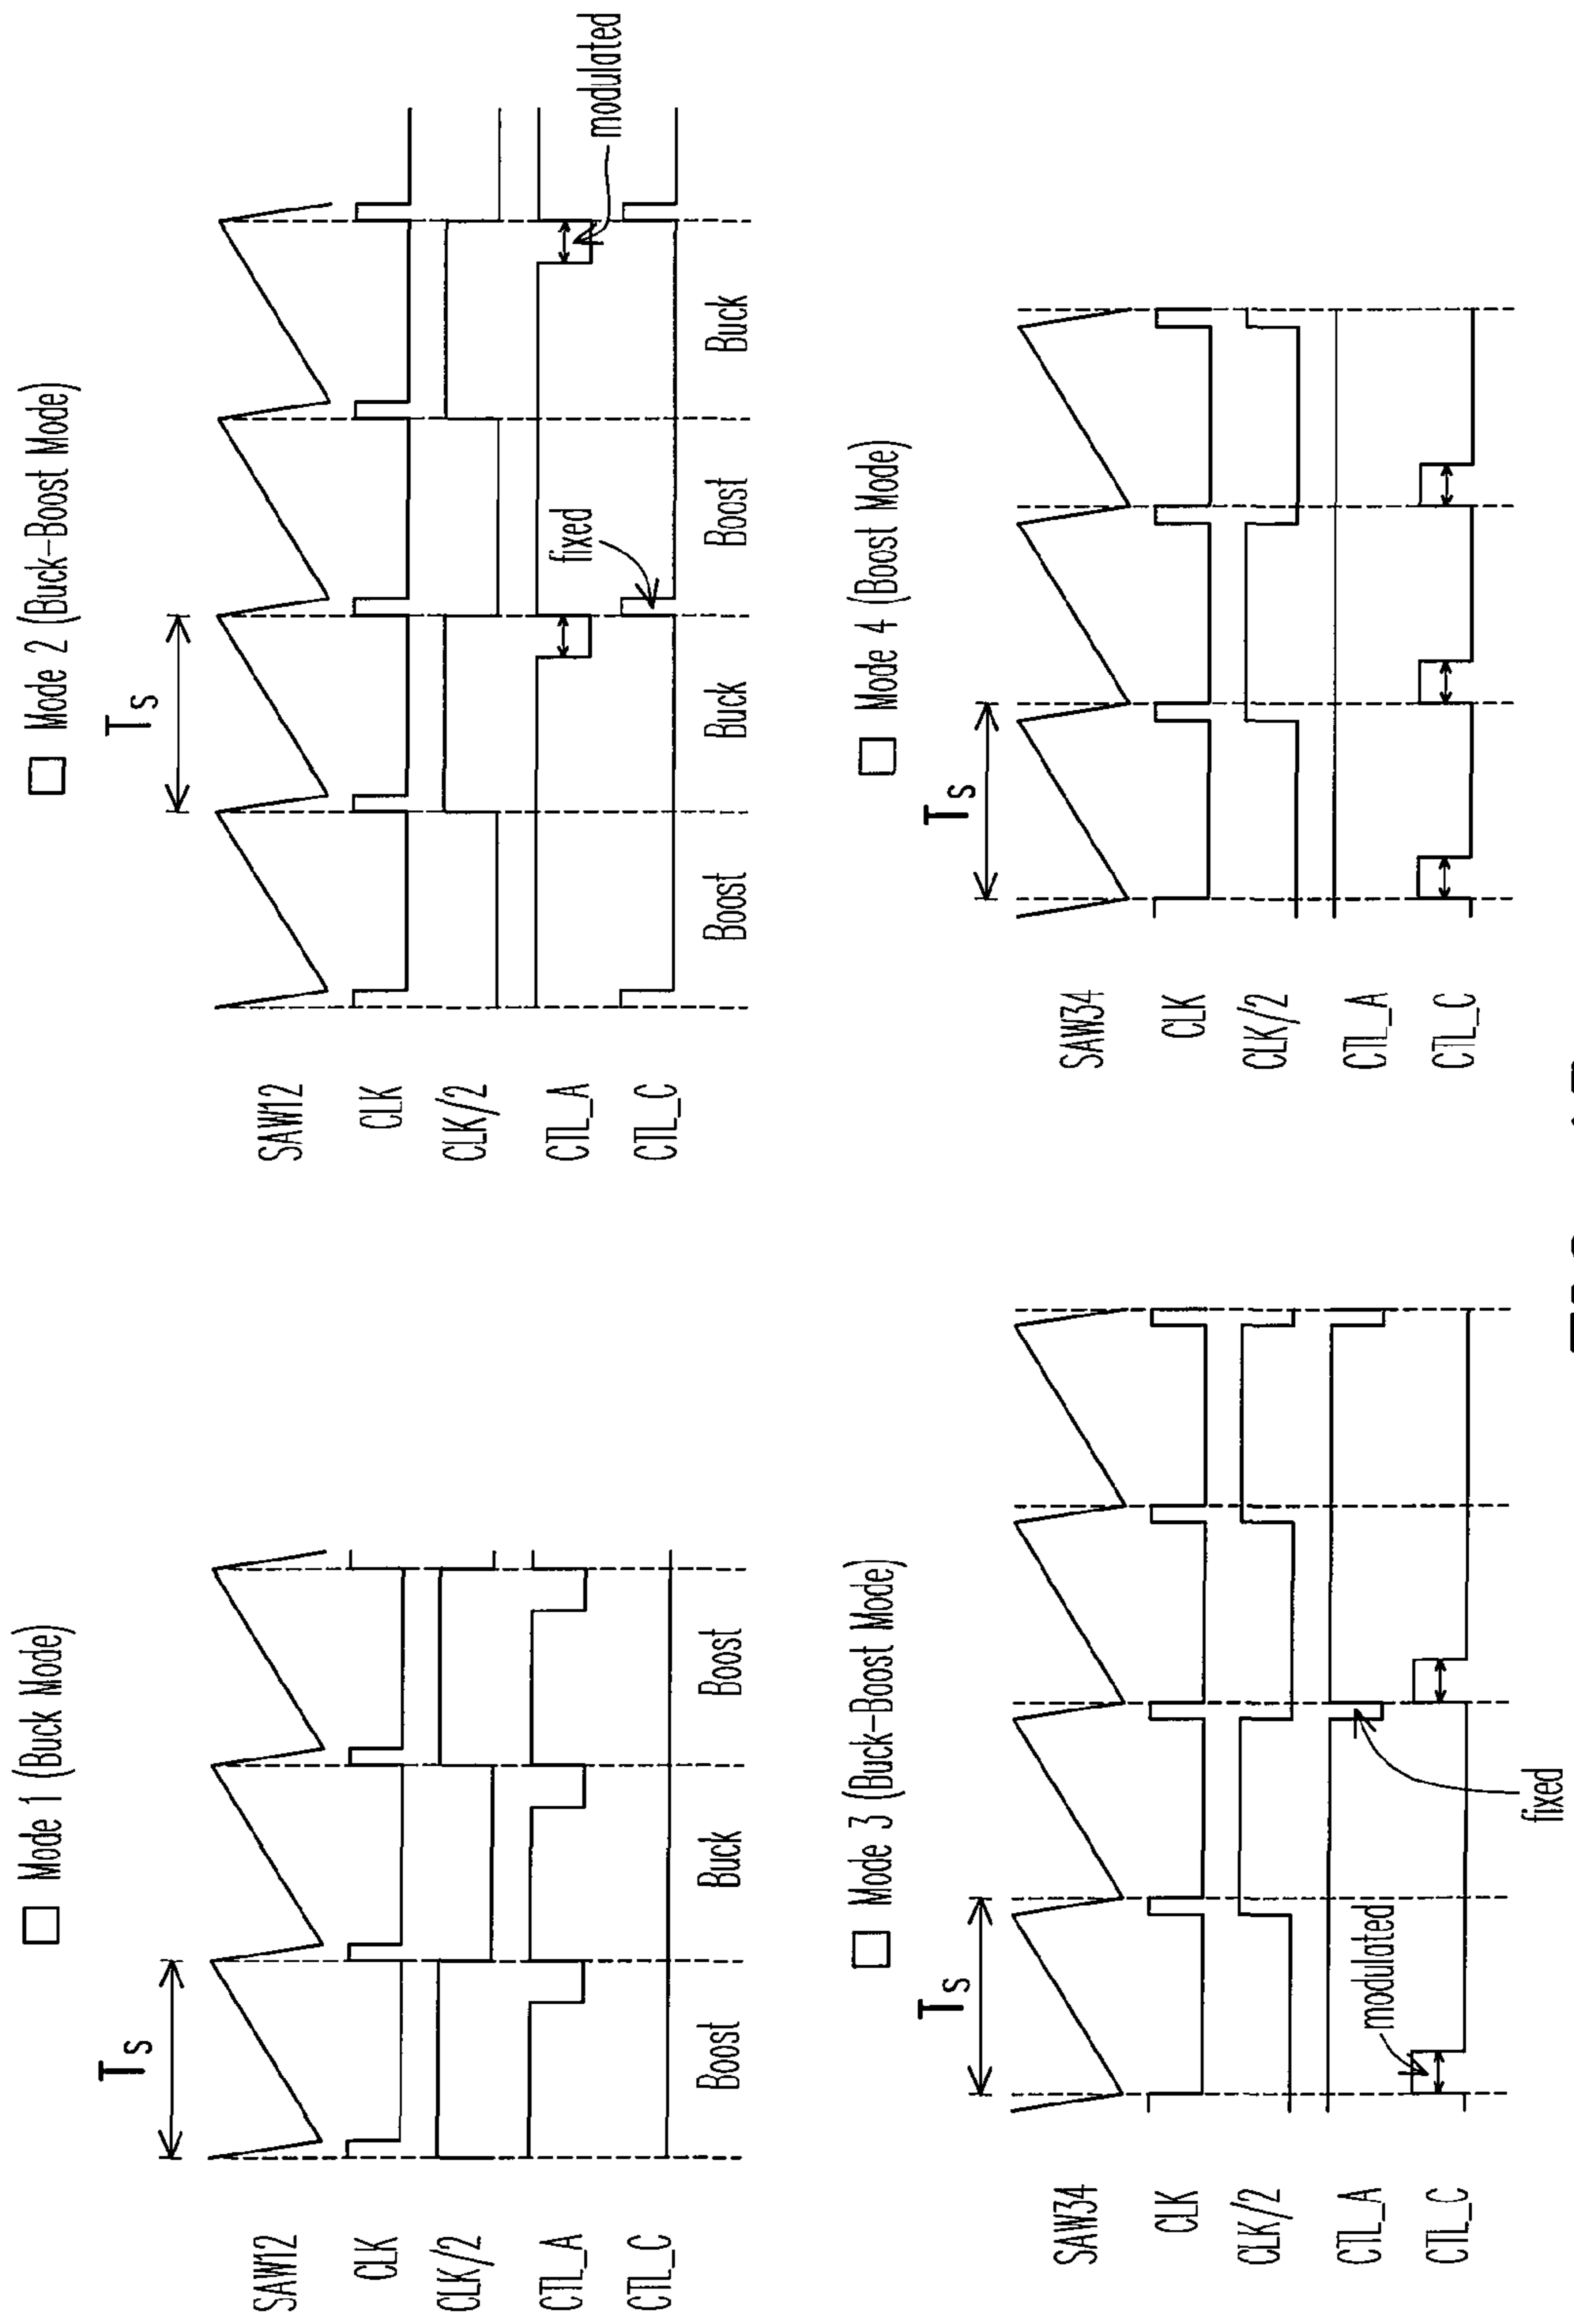 Mode 1 (Buck Mode)
Ts
SAW12
CLK
CLK/2
CTL_A
CTL_C
Boost
Buck
Boost
Mode 2 (Buck-Boost Mode)
Ts
SAW12
CLK
CLK/2
CTL_A
CTL_C
modulated
fixed
Boost
Buck
Boost
Buck
Mode 3 (Buck-Boost Mode)
Ts
SAW34
CLK
CLK/2
CTL_A
CTL_C
modulated
fixed
Mode 4 (Boost Mode)
Ts
SAW34
CLK
CLK/2
CTL_A
CTL_C